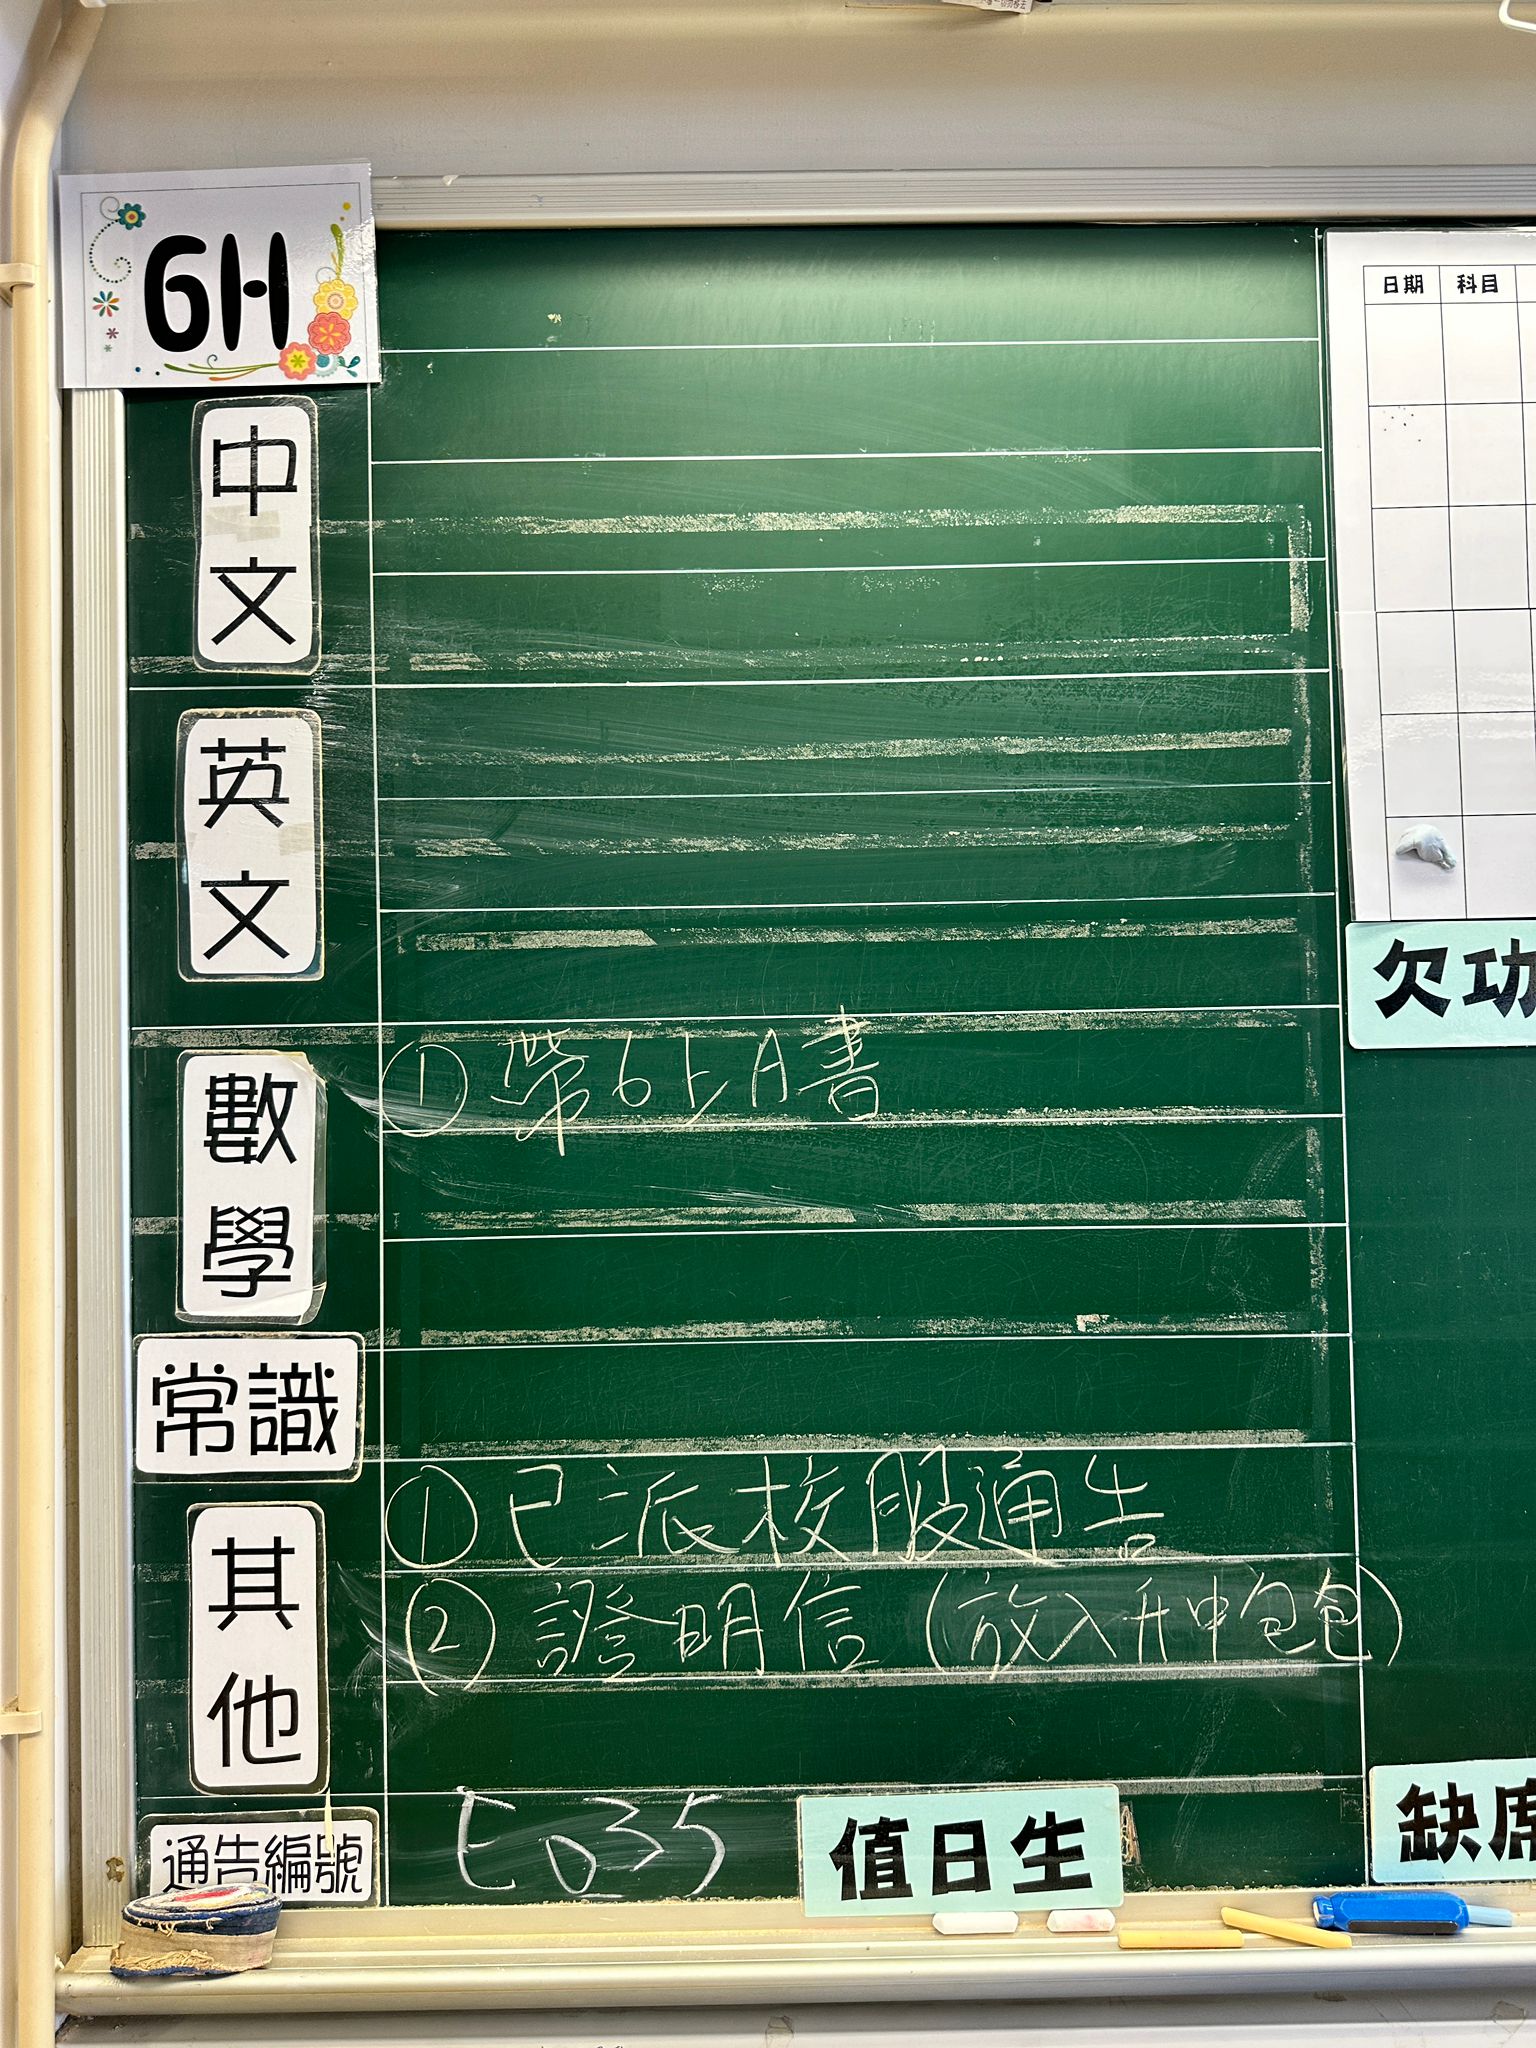 6H
日期 科目
中文
英文
欠功
數學
①帶6上A書
常識
其他
①已派校服通告
②證明信(放入升中包包)
通告編號
E035
值日生
缺席